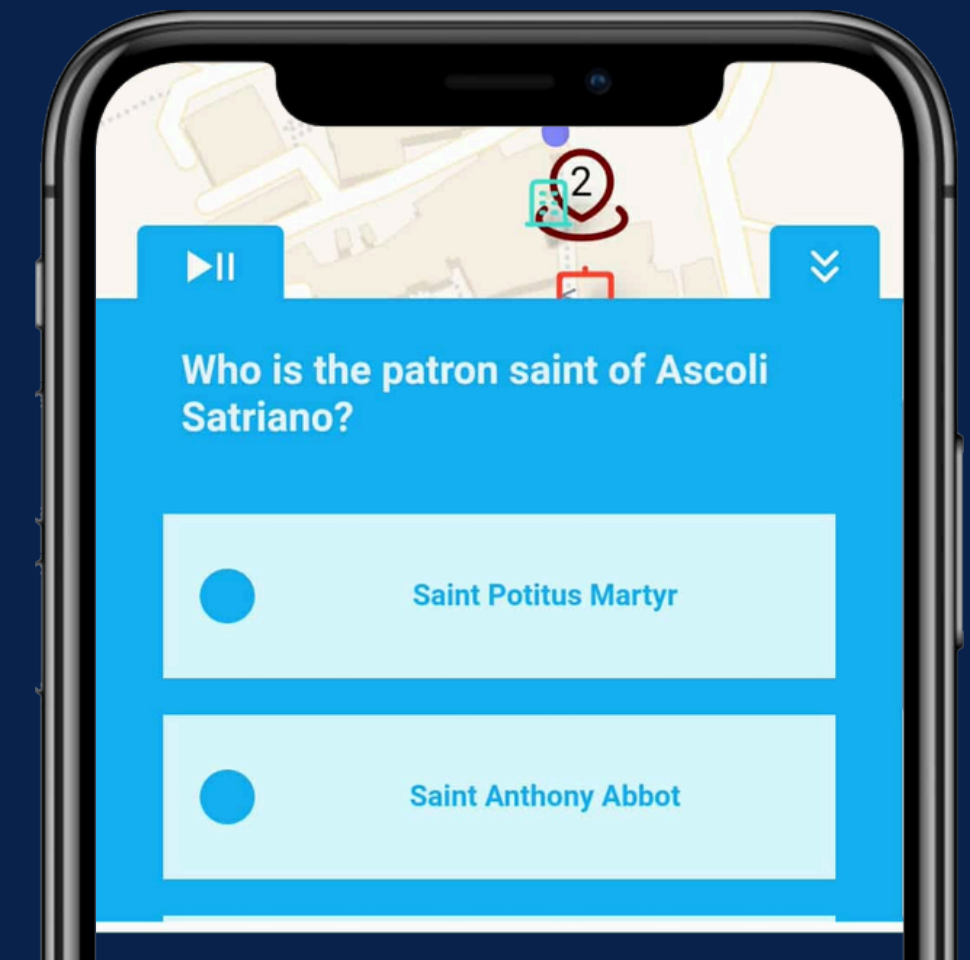 2
Who is the patron saint of Ascoli
Satriano?
Saint Potitus Martyr
Saint Anthony Abbot